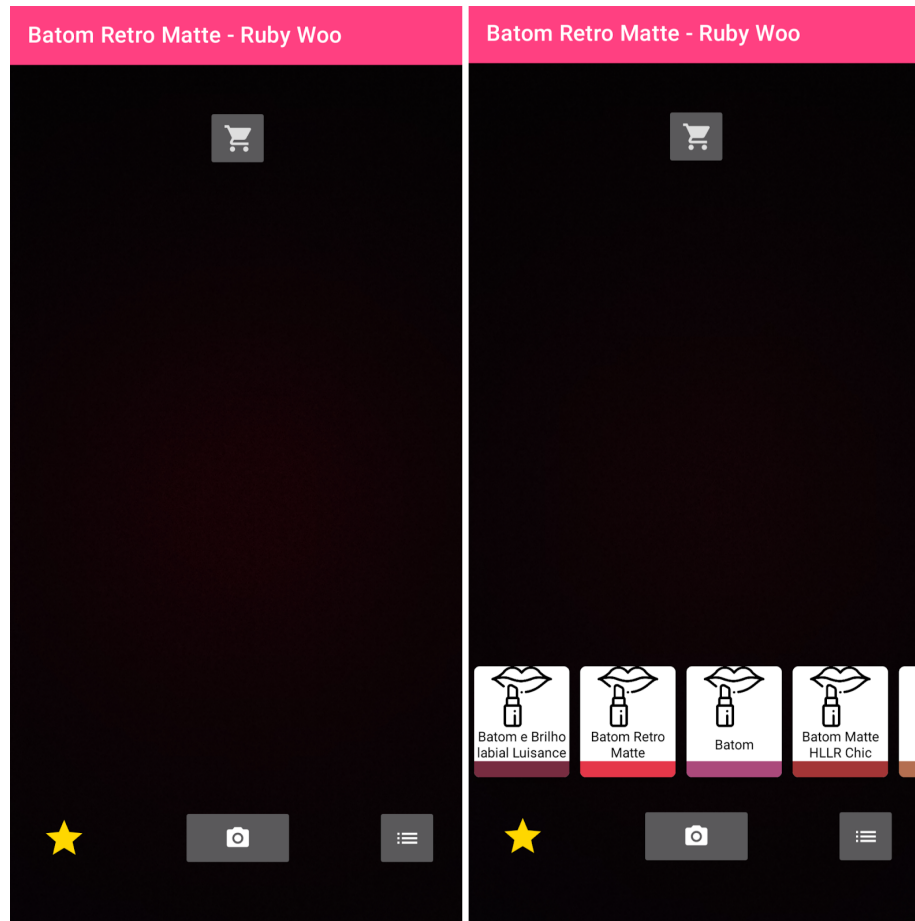 Batom Retro Matte - Ruby Woo
Batom Retro Matte - Ruby Woo
Batom e Brilho
labial Luisance
Batom Retro
Matte
Batom
Batom Matte
HLLR Chic